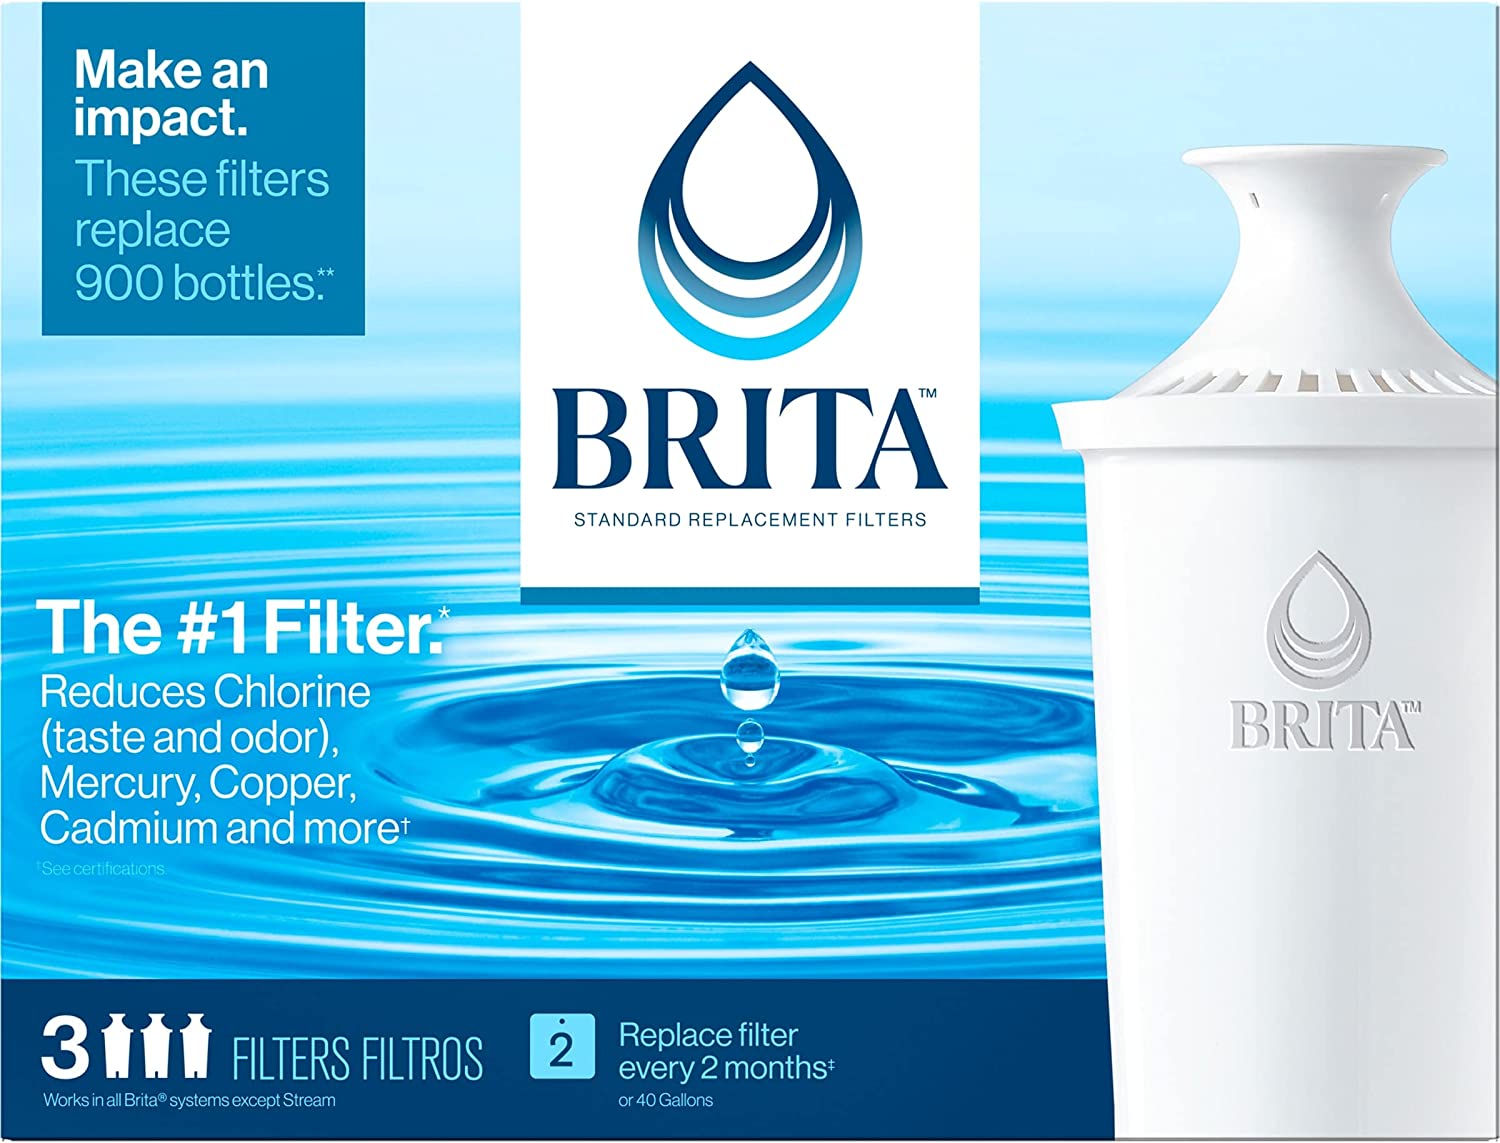 Make an
impact.
These filters
replace
900 bottles.**
BRITA™
STANDARD REPLACEMENT FILTERS
The #1 Filter.*
Reduces Chlorine
(taste and odor),
Mercury, Copper,
Cadmium and more†
†See certifications.
BRITA™
3 FILTERS FILTROS
Works in all Brita® systems except Stream
2
Replace filter
every 2 months‡
or 40 Gallons